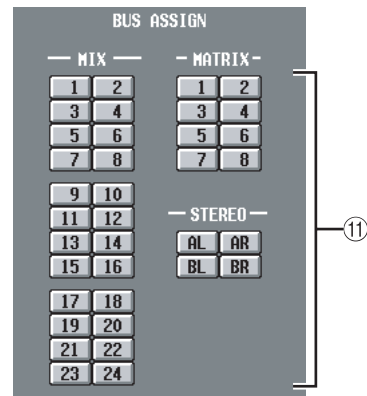 BUS ASSIGN
MIX
1 2
3 4
5 6
7 8
9 10
11 12
13 14
15 16
17 18
19 20
21 22
23 24
MATRIX
1 2
3 4
5 6
7 8
STEREO
AL AR
BL BR
⑪